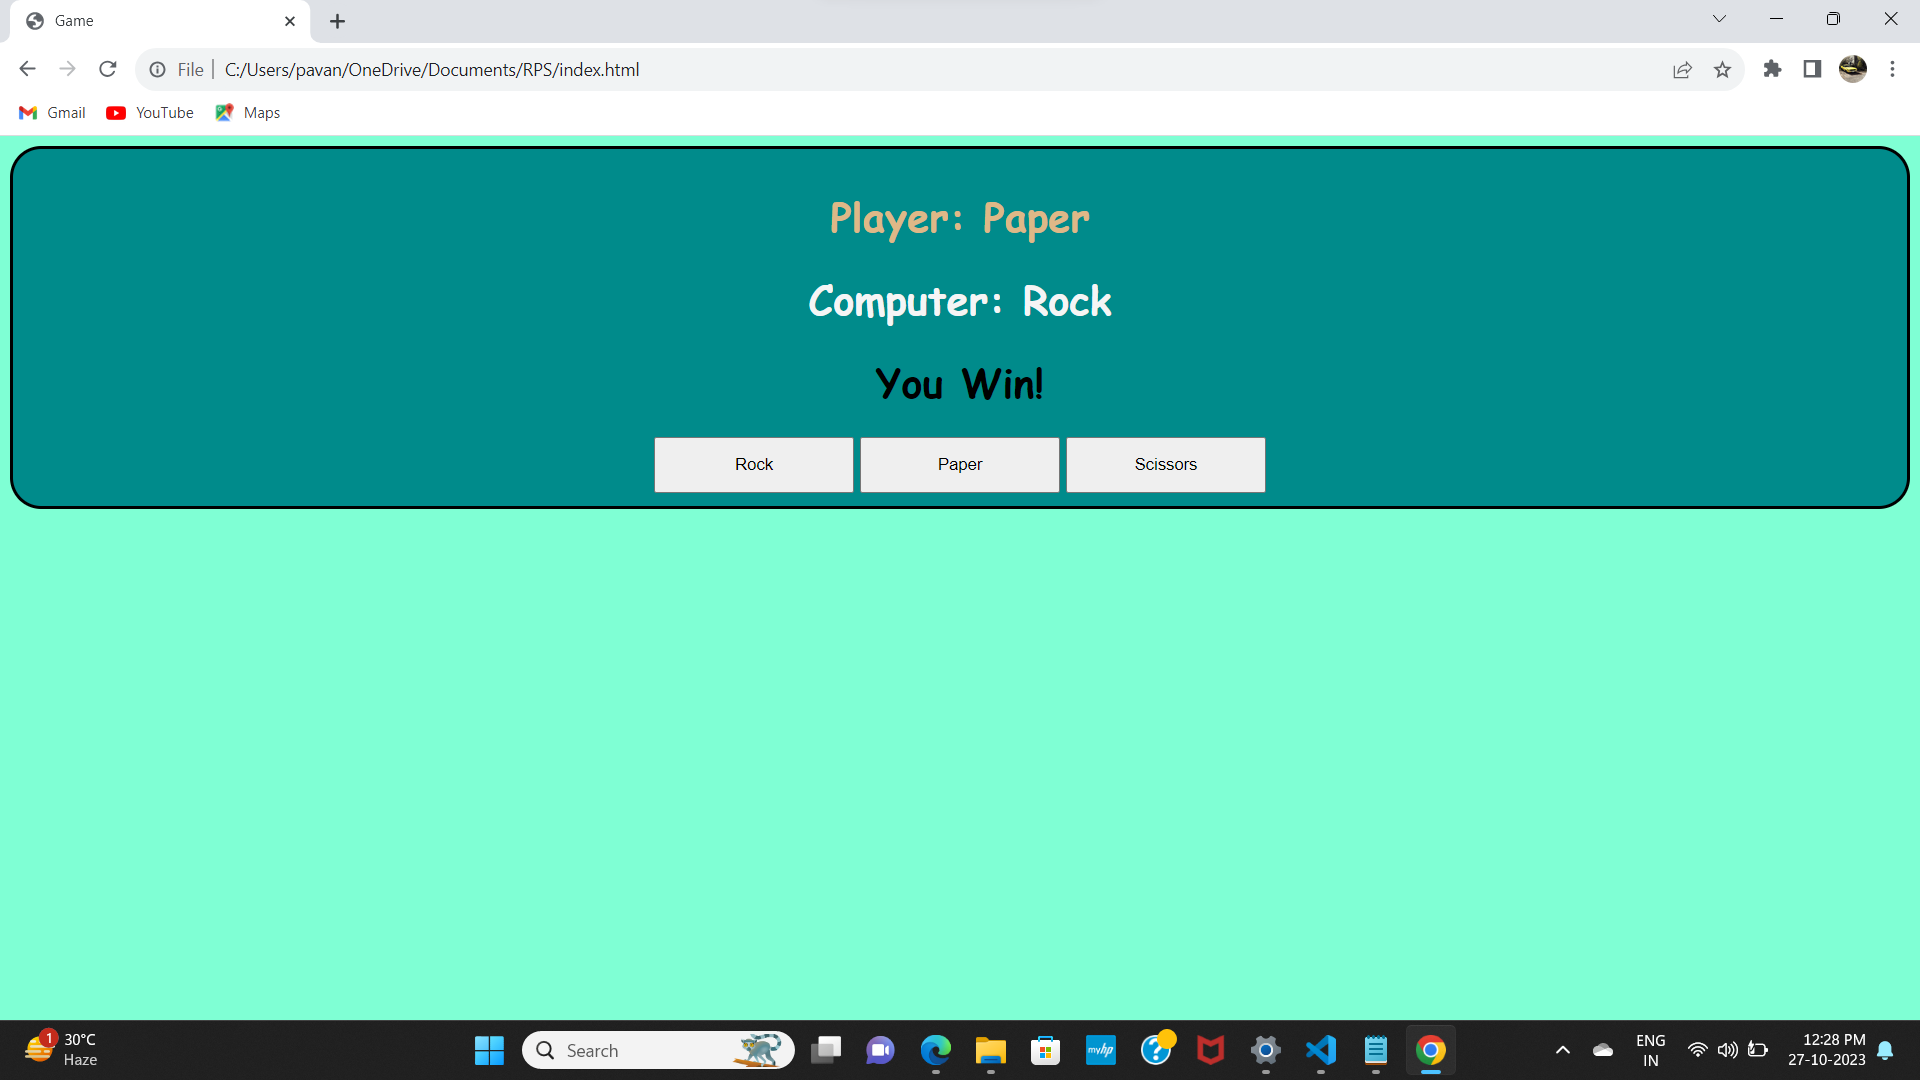 Game
File
C:/Users/pavan/OneDrive/Documents/RPS/index.html
Gmail
YouTube
Maps
Player: Paper
Computer: Rock
You Win!
Rock
Paper
Scissors
1
30°C
Haze
Search
myhp
ENG
IN
12:28 PM
27-10-2023